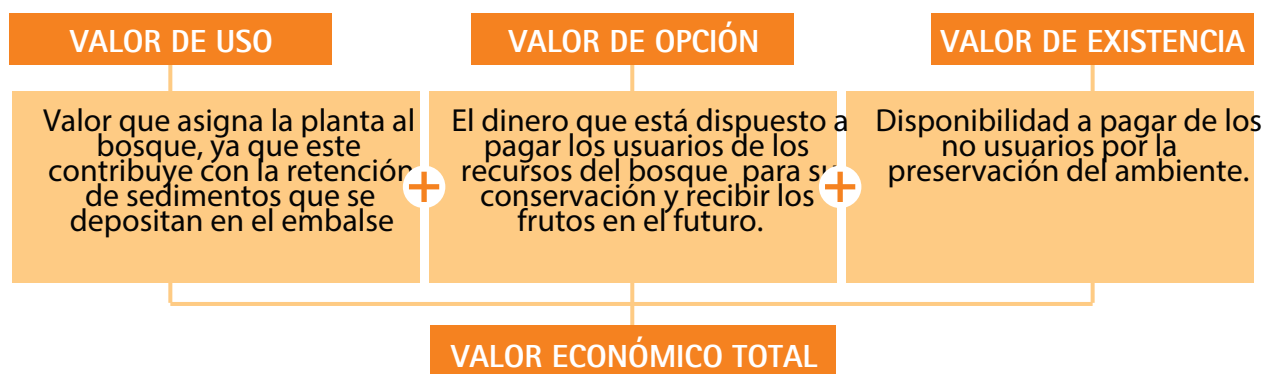 VALOR DE USO
Valor que asigna la planta al
bosque, ya que este
contribuye con la retención
de sedimentos que se
depositan en el embalse
+
VALOR DE OPCIÓN
El dinero que está dispuesto a
pagar los usuarios de los
recursos del bosque para su
conservación y recibir los
frutos en el futuro.
+
VALOR DE EXISTENCIA
Disponibilidad a pagar de los
no usuarios por la
preservación del ambiente.
VALOR ECONÓMICO TOTAL